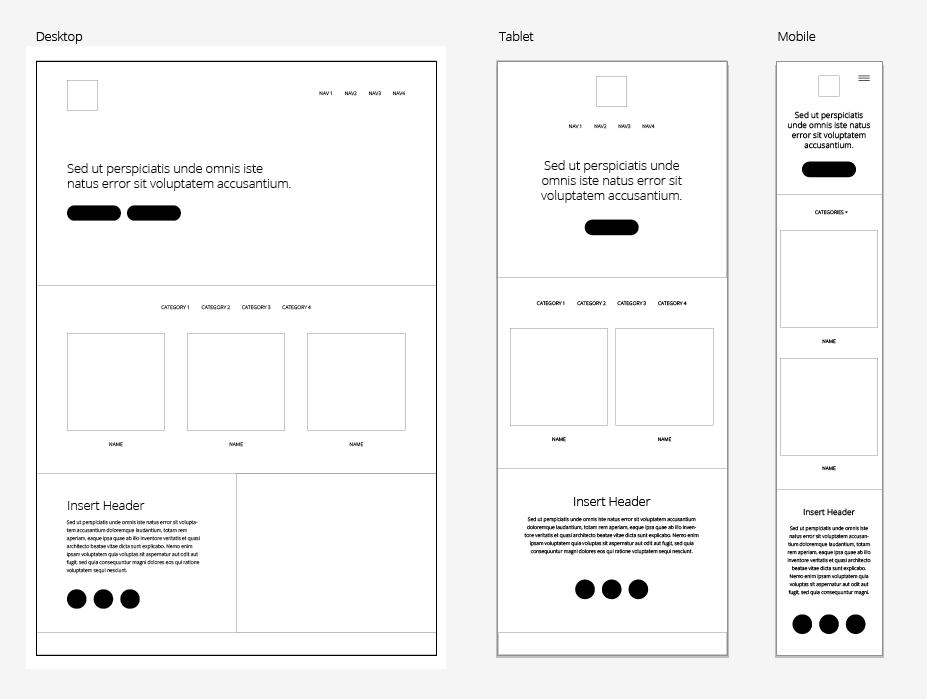 Desktop
NAV 1 NAV2 NAV3 NAV4
Sed ut perspiciatis unde omnis iste
natus error sit voluptatem accusantium.
CATEGORY 1 CATEGORY 2 CATEGORY 3 CATEGORY 4
NAME NAME NAME
Insert Header
Sed ut perspiciatis unde omnis iste natus error sit volupta-
tem accusantium doloremque laudantium, totam rem
aperiam, eaque ipsa quae ab illo inventore veritatis et quasi
architecto beatae vitae dicta sunt explicabo. Nemo enim
ipsam voluptatem quia voluptas sit aspernatur aut odit aut
fugit, sed quia consequuntur magni dolores eos qui ratione
voluptatem sequi nesciunt.
Tablet
NAV 1 NAV2 NAV3 NAV4
Sed ut perspiciatis unde
omnis iste natus error sit
voluptatem accusantium.
CATEGORY 1 CATEGORY 2 CATEGORY 3 CATEGORY 4
NAME NAME
Insert Header
Sed ut perspiciatis unde omnis iste natus error sit voluptatem accusantium
doloremque laudantium, totam rem aperiam, eaque ipsa quae ab illo inven-
tore veritatis et quasi architecto beatae vitae dicta sunt explicabo. Nemo enim
ipsam voluptatem quia voluptas sit aspernatur aut odit aut fugit, sed quia
consequuntur magni dolores eos qui ratione voluptatem sequi nesciunt.
Mobile
Sed ut perspiciatis
unde omnis iste natus
error sit voluptatem
accusantium.
CATEGORIES
NAME
NAME
Insert Header
Sed ut perspiciatis unde omnis iste
natus error sit voluptatem accusan-
tium doloremque laudantium, totam
rem aperiam, eaque ipsa quae ab illo
inventore veritatis et quasi architecto
beatae vitae dicta sunt explicabo.
Nemo enim ipsam voluptatem quia
voluptas sit aspernatur aut odit aut
fugit, sed quia consequuntur magni.